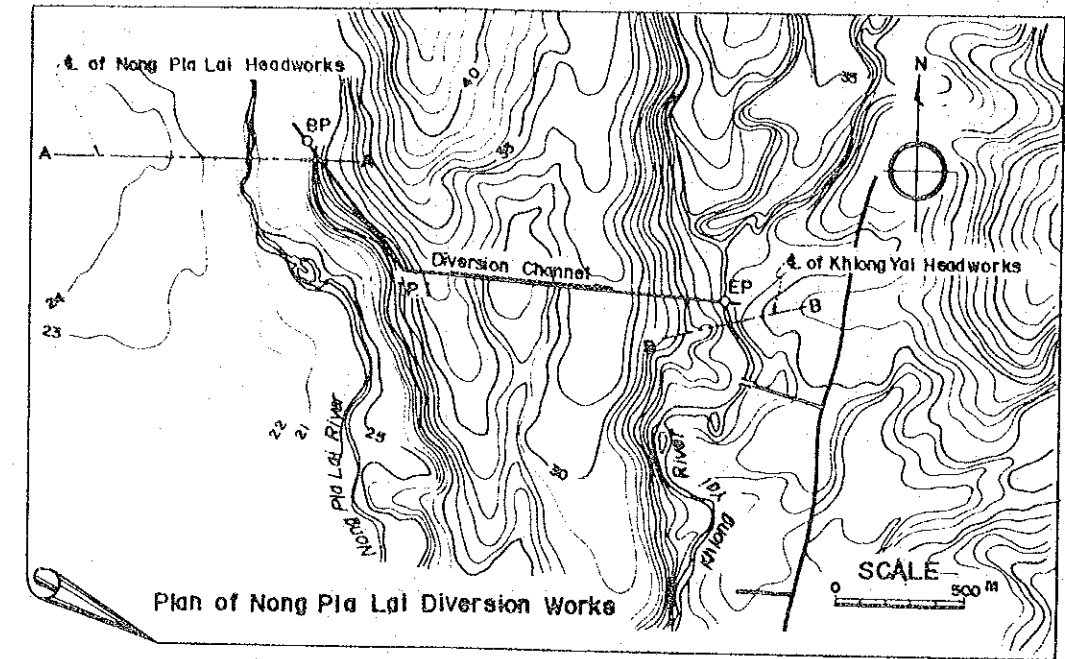 ℄ of Nong Pla Lai Headworks
40
35
35
N
BP
A
A
Diversion Channel
℄ of Khlong Yai Headworks
IP 1
EP
B
B
24
23
22
21
25
30
Nong Pla Lai River
Khlong Yai River
SCALE
0 500 m
Plan of Nong Pla Lai Diversion Works